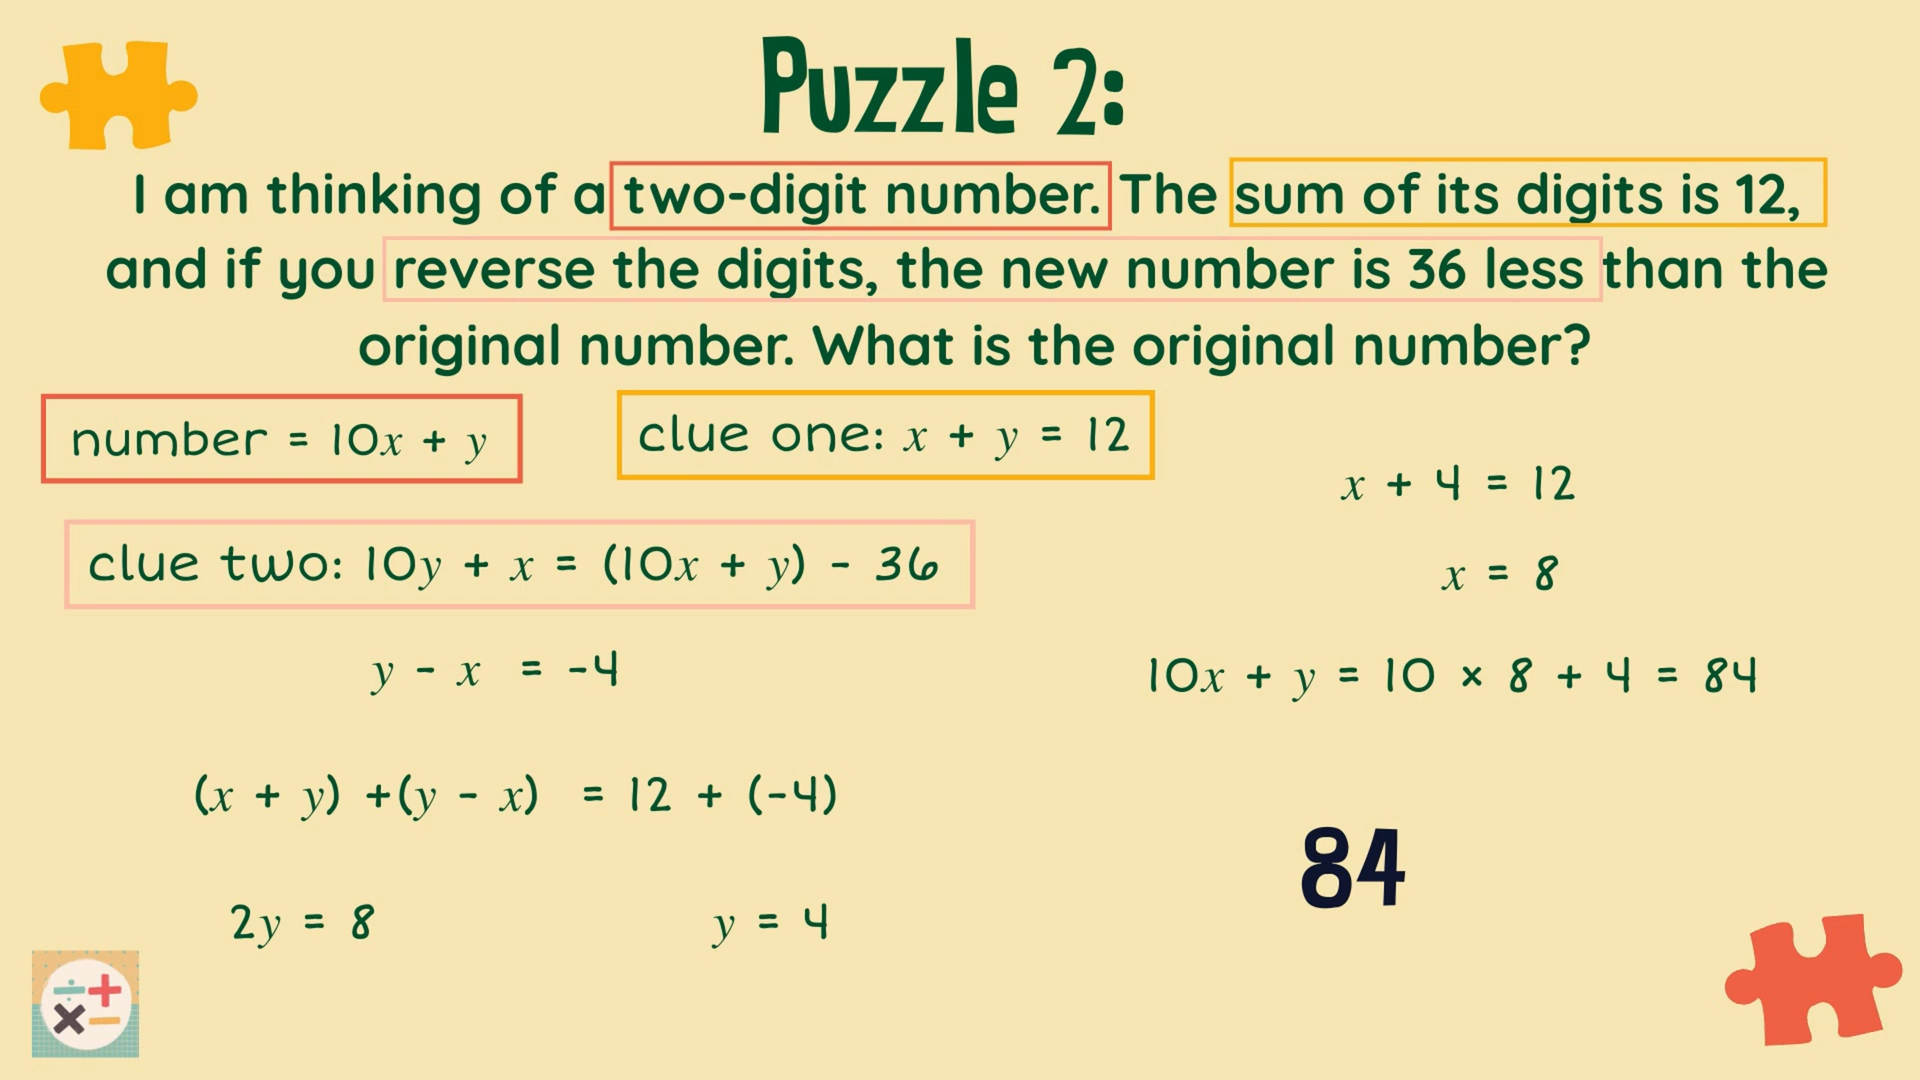 Puzzle 2:
I am thinking of a two-digit number. The sum of its digits is 12,
and if you reverse the digits, the new number is 36 less than the
original number. What is the original number?
number = 10x + y
clue one: x + y = 12
clue two: 10y + x = (10x + y) - 36
y - x = -4
(x + y) +(y - x) = 12 + (-4)
2y = 8
y = 4
x + 4 = 12
x = 8
10x + y = 10 × 8 + 4 = 84
84
÷+
×−